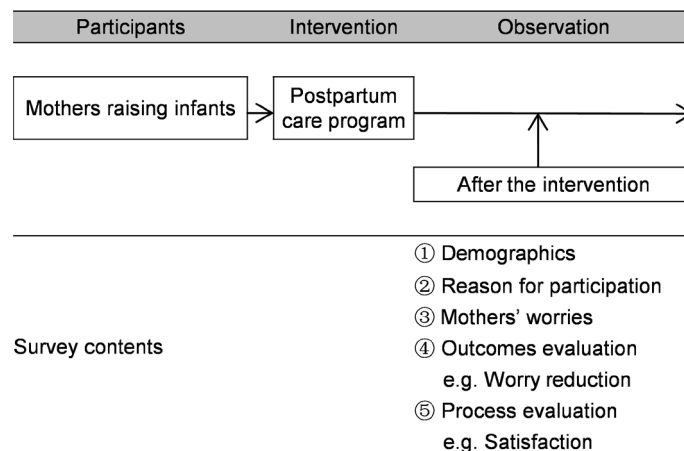 Participants Intervention Observation
Mothers raising infants
Postpartum
care program
After the intervention
Survey contents
① Demographics
② Reason for participation
③ Mothers' worries
④ Outcomes evaluation
e.g. Worry reduction
⑤ Process evaluation
e.g. Satisfaction